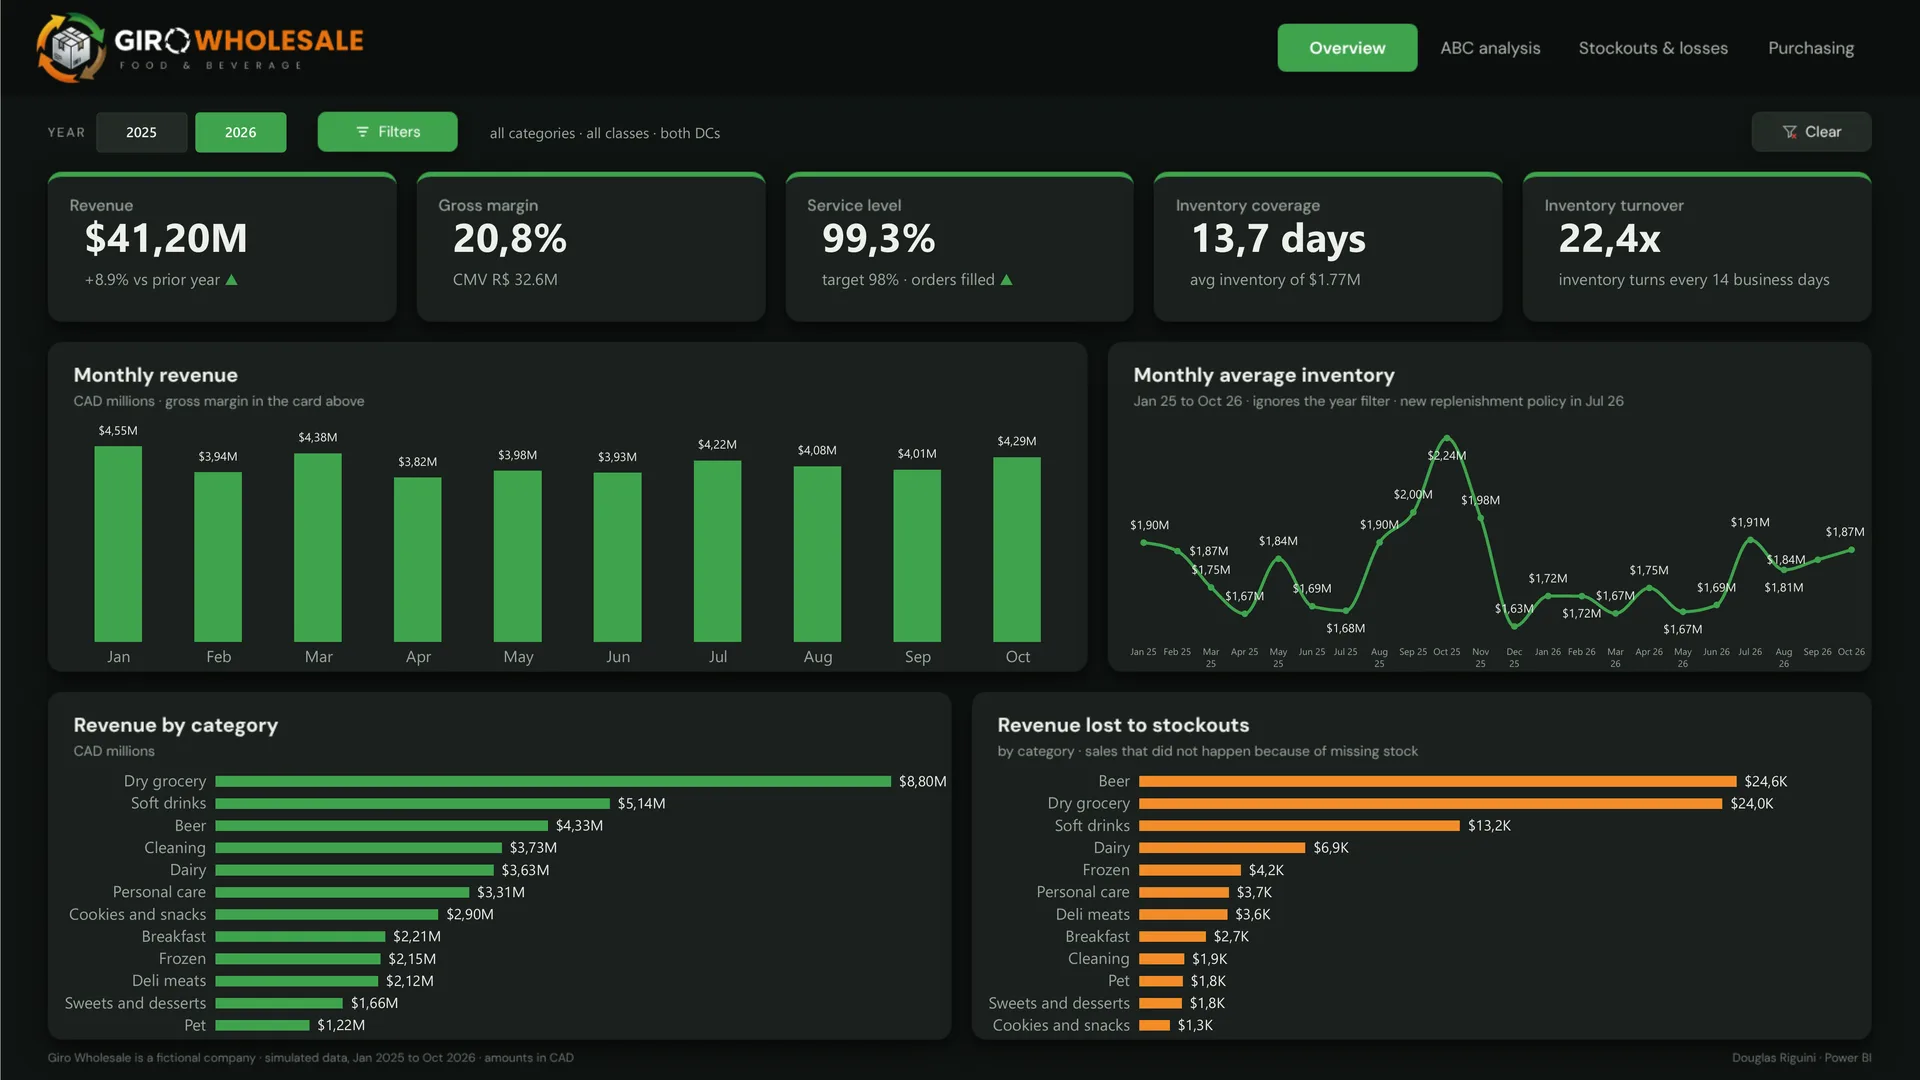 GIRO WHOLESALE
FOOD & BEVERAGE
Overview
ABC analysis
Stockouts & losses
Purchasing
YEAR
2025
2026
Filters
all categories · all classes · both DCs
Clear
Revenue
$41,20M
+8.9% vs prior year ▲
Gross margin
20,8%
CMV R$ 32.6M
Service level
99,3%
target 98% · orders filled ▲
Inventory coverage
13,7 days
avg inventory of $1.77M
Inventory turnover
22,4x
inventory turns every 14 business days
Monthly revenue
CAD millions · gross margin in the card above
$4,55M
$3,94M
$4,38M
$3,82M
$3,98M
$3,93M
$4,22M
$4,08M
$4,01M
$4,29M
Jan
Feb
Mar
Apr
May
Jun
Jul
Aug
Sep
Oct
Monthly average inventory
Jan 25 to Oct 26 · ignores the year filter · new replenishment policy in Jul 26
$1,90M
$1,87M
$1,75M
$1,67M
$1,84M
$1,69M
$1,68M
$1,90M
$2,00M
$2,24M
$1,98M
$1,63M
$1,72M
$1,72M
$1,67M
$1,75M
$1,67M
$1,69M
$1,91M
$1,81M
$1,84M
$1,87M
Jan 25
Feb 25
Mar 25
Apr 25
May 25
Jun 25
Jul 25
Aug 25
Sep 25
Oct 25
Nov 25
Dec 25
Jan 26
Feb 26
Mar 26
Apr 26
May 26
Jun 26
Jul 26
Aug 26
Sep 26
Oct 26
Revenue by category
CAD millions
Dry grocery $8,80M
Soft drinks $5,14M
Beer $4,33M
Cleaning $3,73M
Dairy $3,63M
Personal care $3,31M
Cookies and snacks $2,90M
Breakfast $2,21M
Frozen $2,15M
Deli meats $2,12M
Sweets and desserts $1,66M
Pet $1,22M
Revenue lost to stockouts
by category · sales that did not happen because of missing stock
Beer $24,6K
Dry grocery $24,0K
Soft drinks $13,2K
Dairy $6,9K
Frozen $4,2K
Personal care $3,7K
Deli meats $3,6K
Breakfast $2,7K
Cleaning $1,9K
Pet $1,8K
Sweets and desserts $1,8K
Cookies and snacks $1,3K
Giro Wholesale is a fictional company · simulated data, Jan 2025 to Oct 2026 · amounts in CAD
Douglas Riguini · Power BI